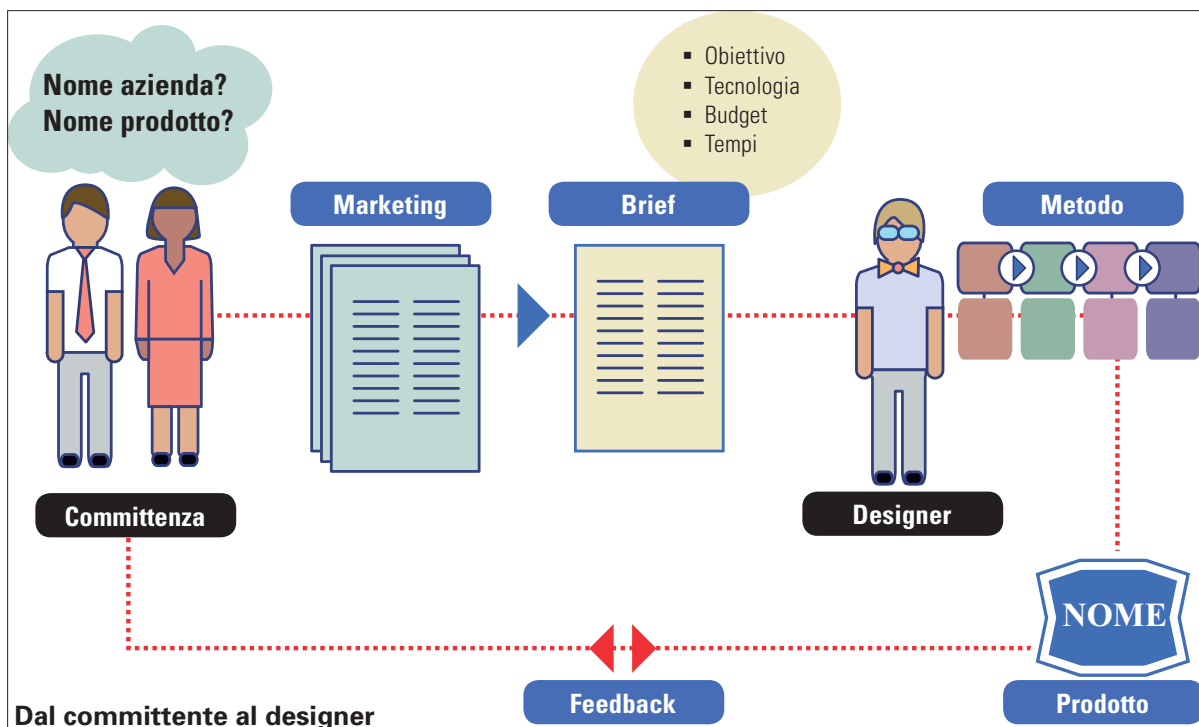 Nome azienda?
Nome prodotto?
▪ Obiettivo
▪ Tecnologia
▪ Budget
▪ Tempi
Marketing
Brief
Metodo
Committenza
Designer
NOME
Feedback
Prodotto
Dal committente al designer